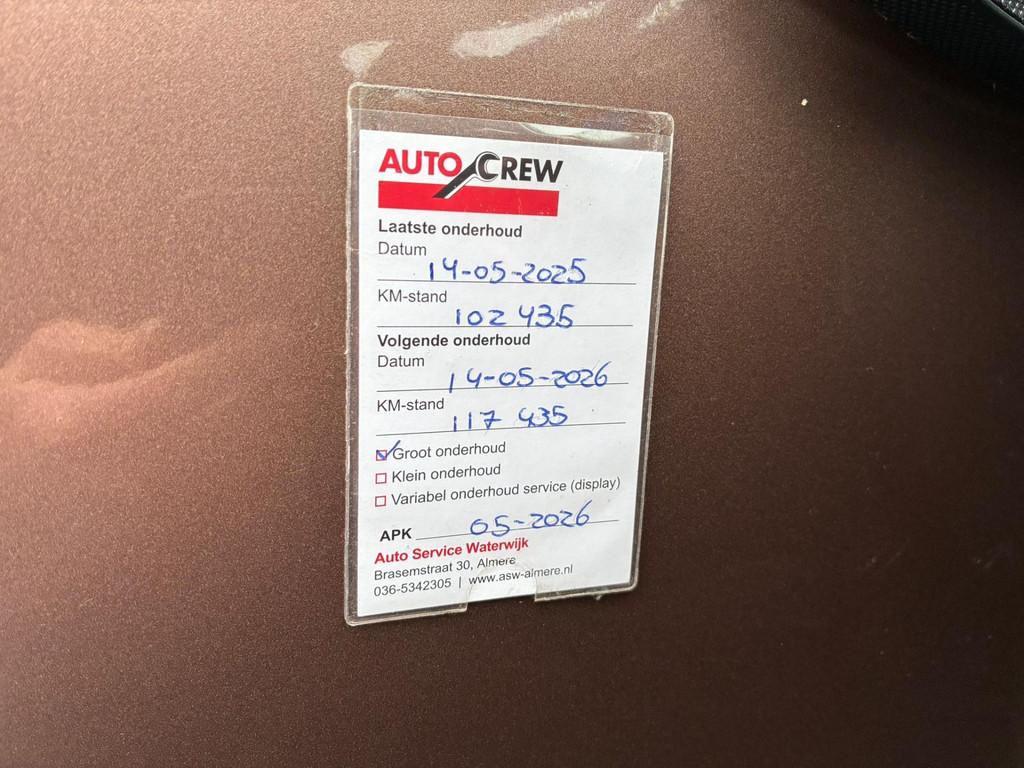 AUTO CREW
Laatste onderhoud
Datum
14-05-2025
KM-stand
102 435
Volgende onderhoud
Datum
14-05-2026
KM-stand
117 435
Groot onderhoud
Klein onderhoud
Variabel onderhoud service (display)
APK 05-2026
Auto Service Waterwijk
Brasemstraat 30, Almere
036-5342305 | www.asw-almere.nl